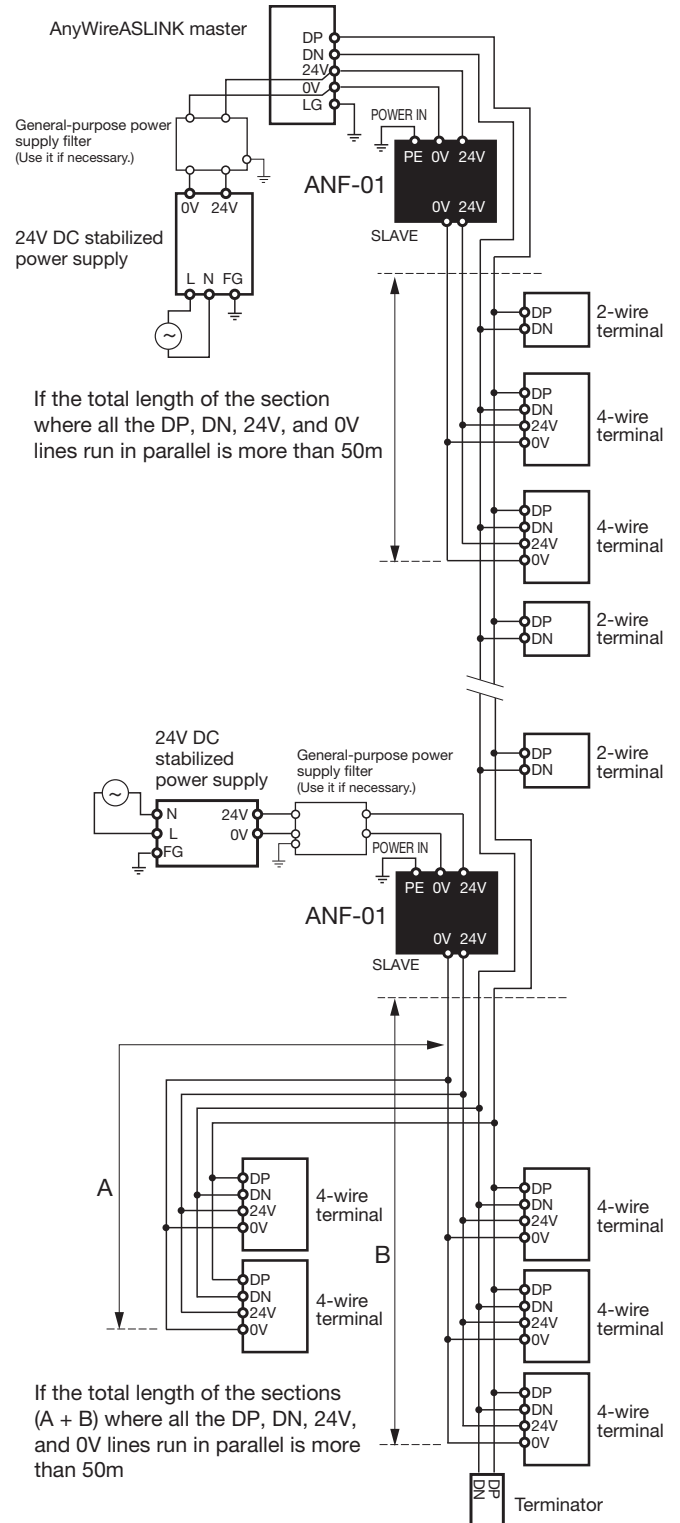 AnyWireASLINK master
DP
DN
24V
0V
LG
General-purpose power
supply filter
(Use it if necessary.)
0V 24V
24V DC stabilized
power supply
L N FG
~
POWER IN
PE 0V 24V
ANF-01
0V 24V
SLAVE
DP
DN
2-wire
terminal
If the total length of the section
where all the DP, DN, 24V, and 0V
lines run in parallel is more than 50m
DP
DN
24V
0V
4-wire
terminal
DP
DN
24V
0V
4-wire
terminal
DP
DN
2-wire
terminal
DP
DN
2-wire
terminal
24V DC
stabilized
power supply
~
N
L
FG
24V
0V
General-purpose power
supply filter
(Use it if necessary.)
POWER IN
PE 0V 24V
ANF-01
0V 24V
SLAVE
A
DP
DN
24V
0V
4-wire
terminal
DP
DN
24V
0V
4-wire
terminal
B
DP
DN
24V
0V
4-wire
terminal
DP
DN
24V
0V
4-wire
terminal
DP
DN
24V
0V
4-wire
terminal
If the total length of the sections
(A + B) where all the DP, DN, 24V,
and 0V lines run in parallel is more
than 50m
DP
DN
Terminator